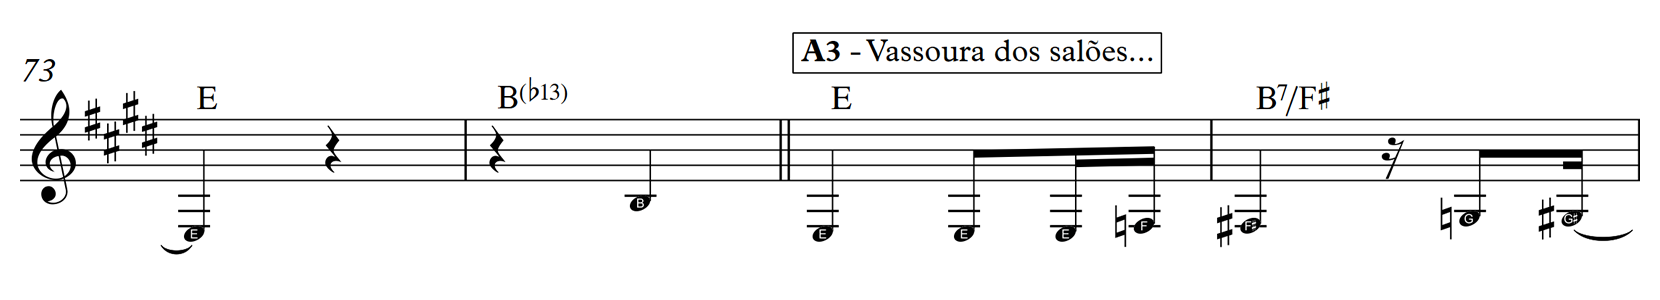 A3 - Vassoura dos salões...
73
E B(♭13) E B7/F♯
E B E E E F F♯ G G♯